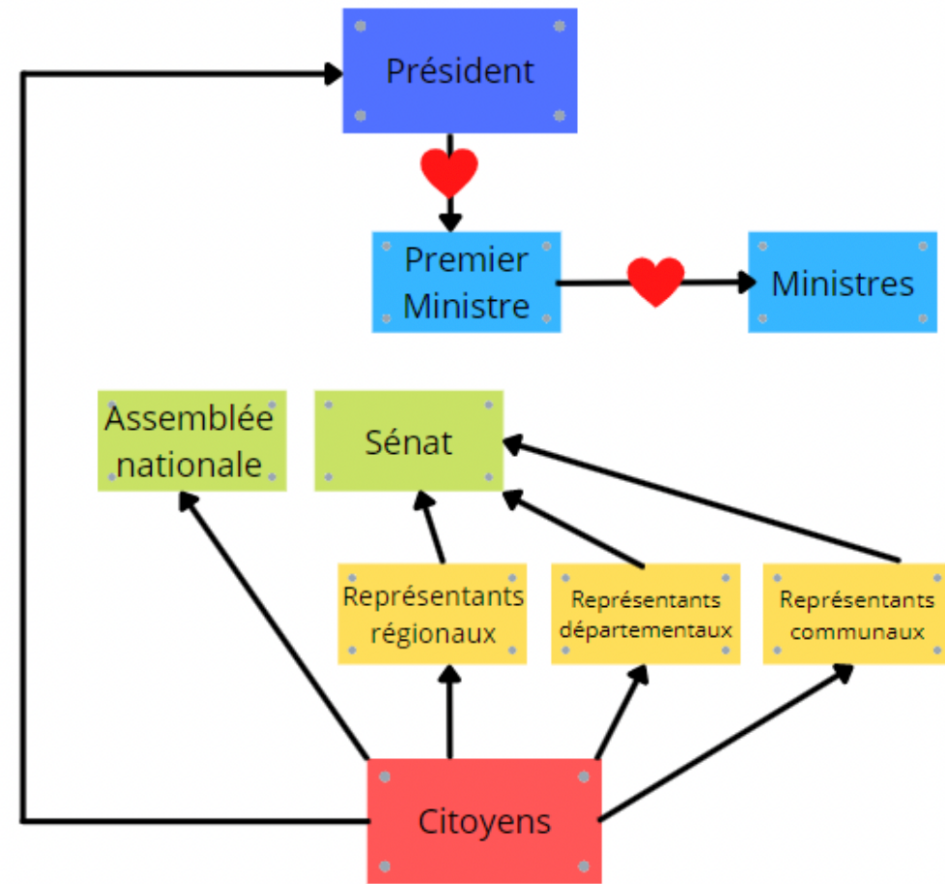 Président
Premier
Ministre
Ministres
Assemblée
nationale
Sénat
Représentants
régionaux
Représentants
départementaux
Représentants
communaux
Citoyens